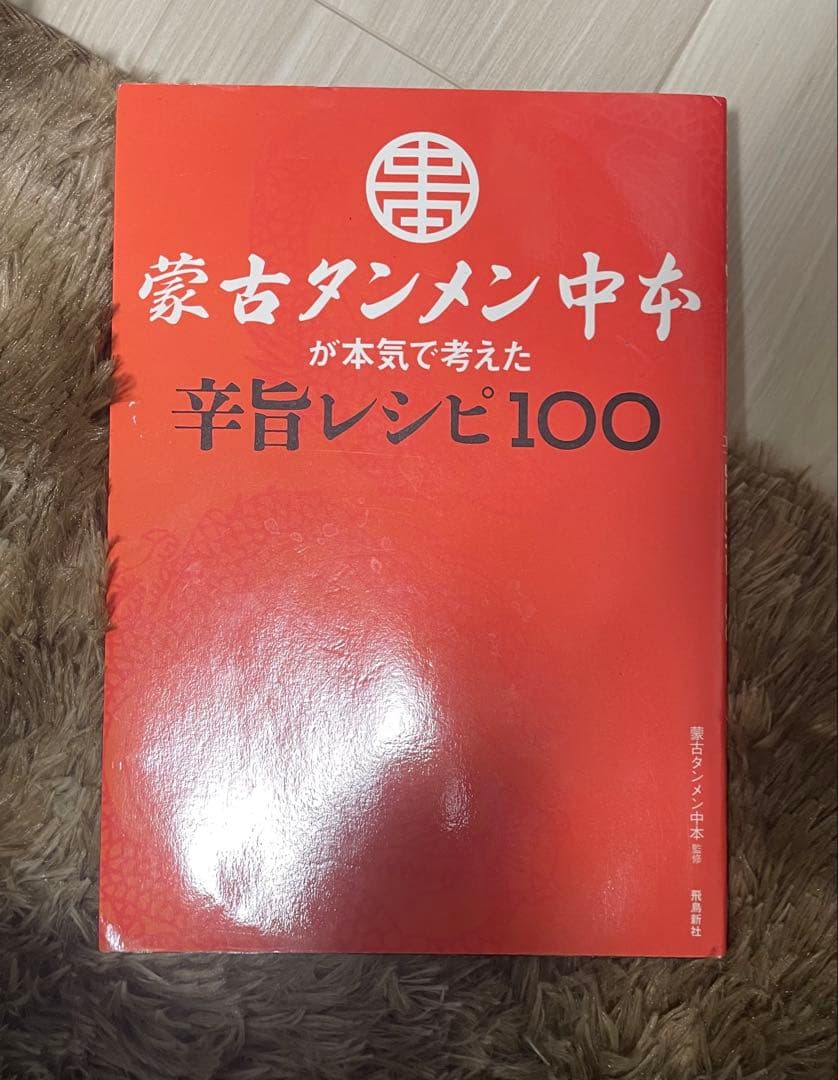 蒙古タンメン中本
が本気で考えた
辛旨レシピ100
蒙古タンメン中本 監修
飛鳥新社